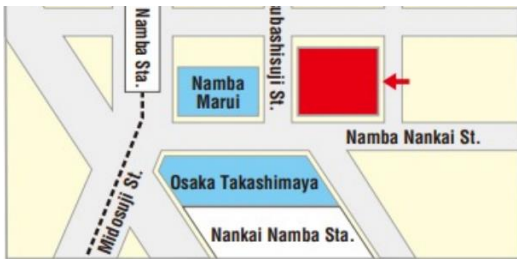 Namba Sta.
ubashisuji St.
Namba
Marui
Namba Nankai St.
Osaka Takashimaya
Midosuji St.
Nankai Namba Sta.